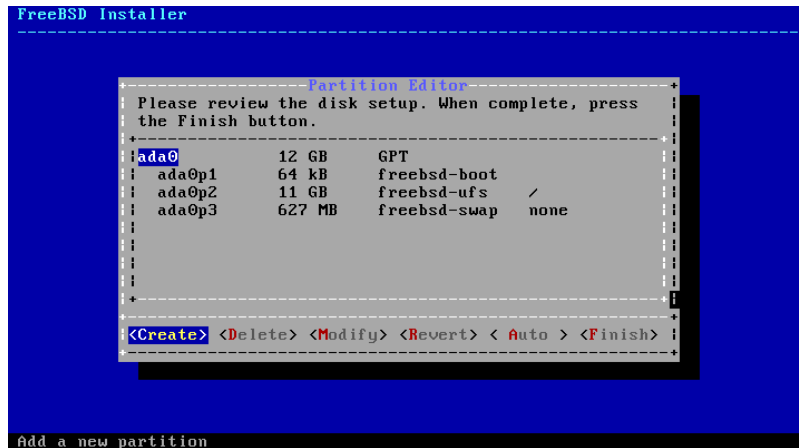 FreeBSD Installer
Partition Editor
Please review the disk setup. When complete, press
the Finish button.
ada0 12 GB GPT
ada0p1 64 kB freebsd-boot
ada0p2 11 GB freebsd-ufs /
ada0p3 627 MB freebsd-swap none
<Create> <Delete> <Modify> <Revert> < Auto > <Finish>
Add a new partition